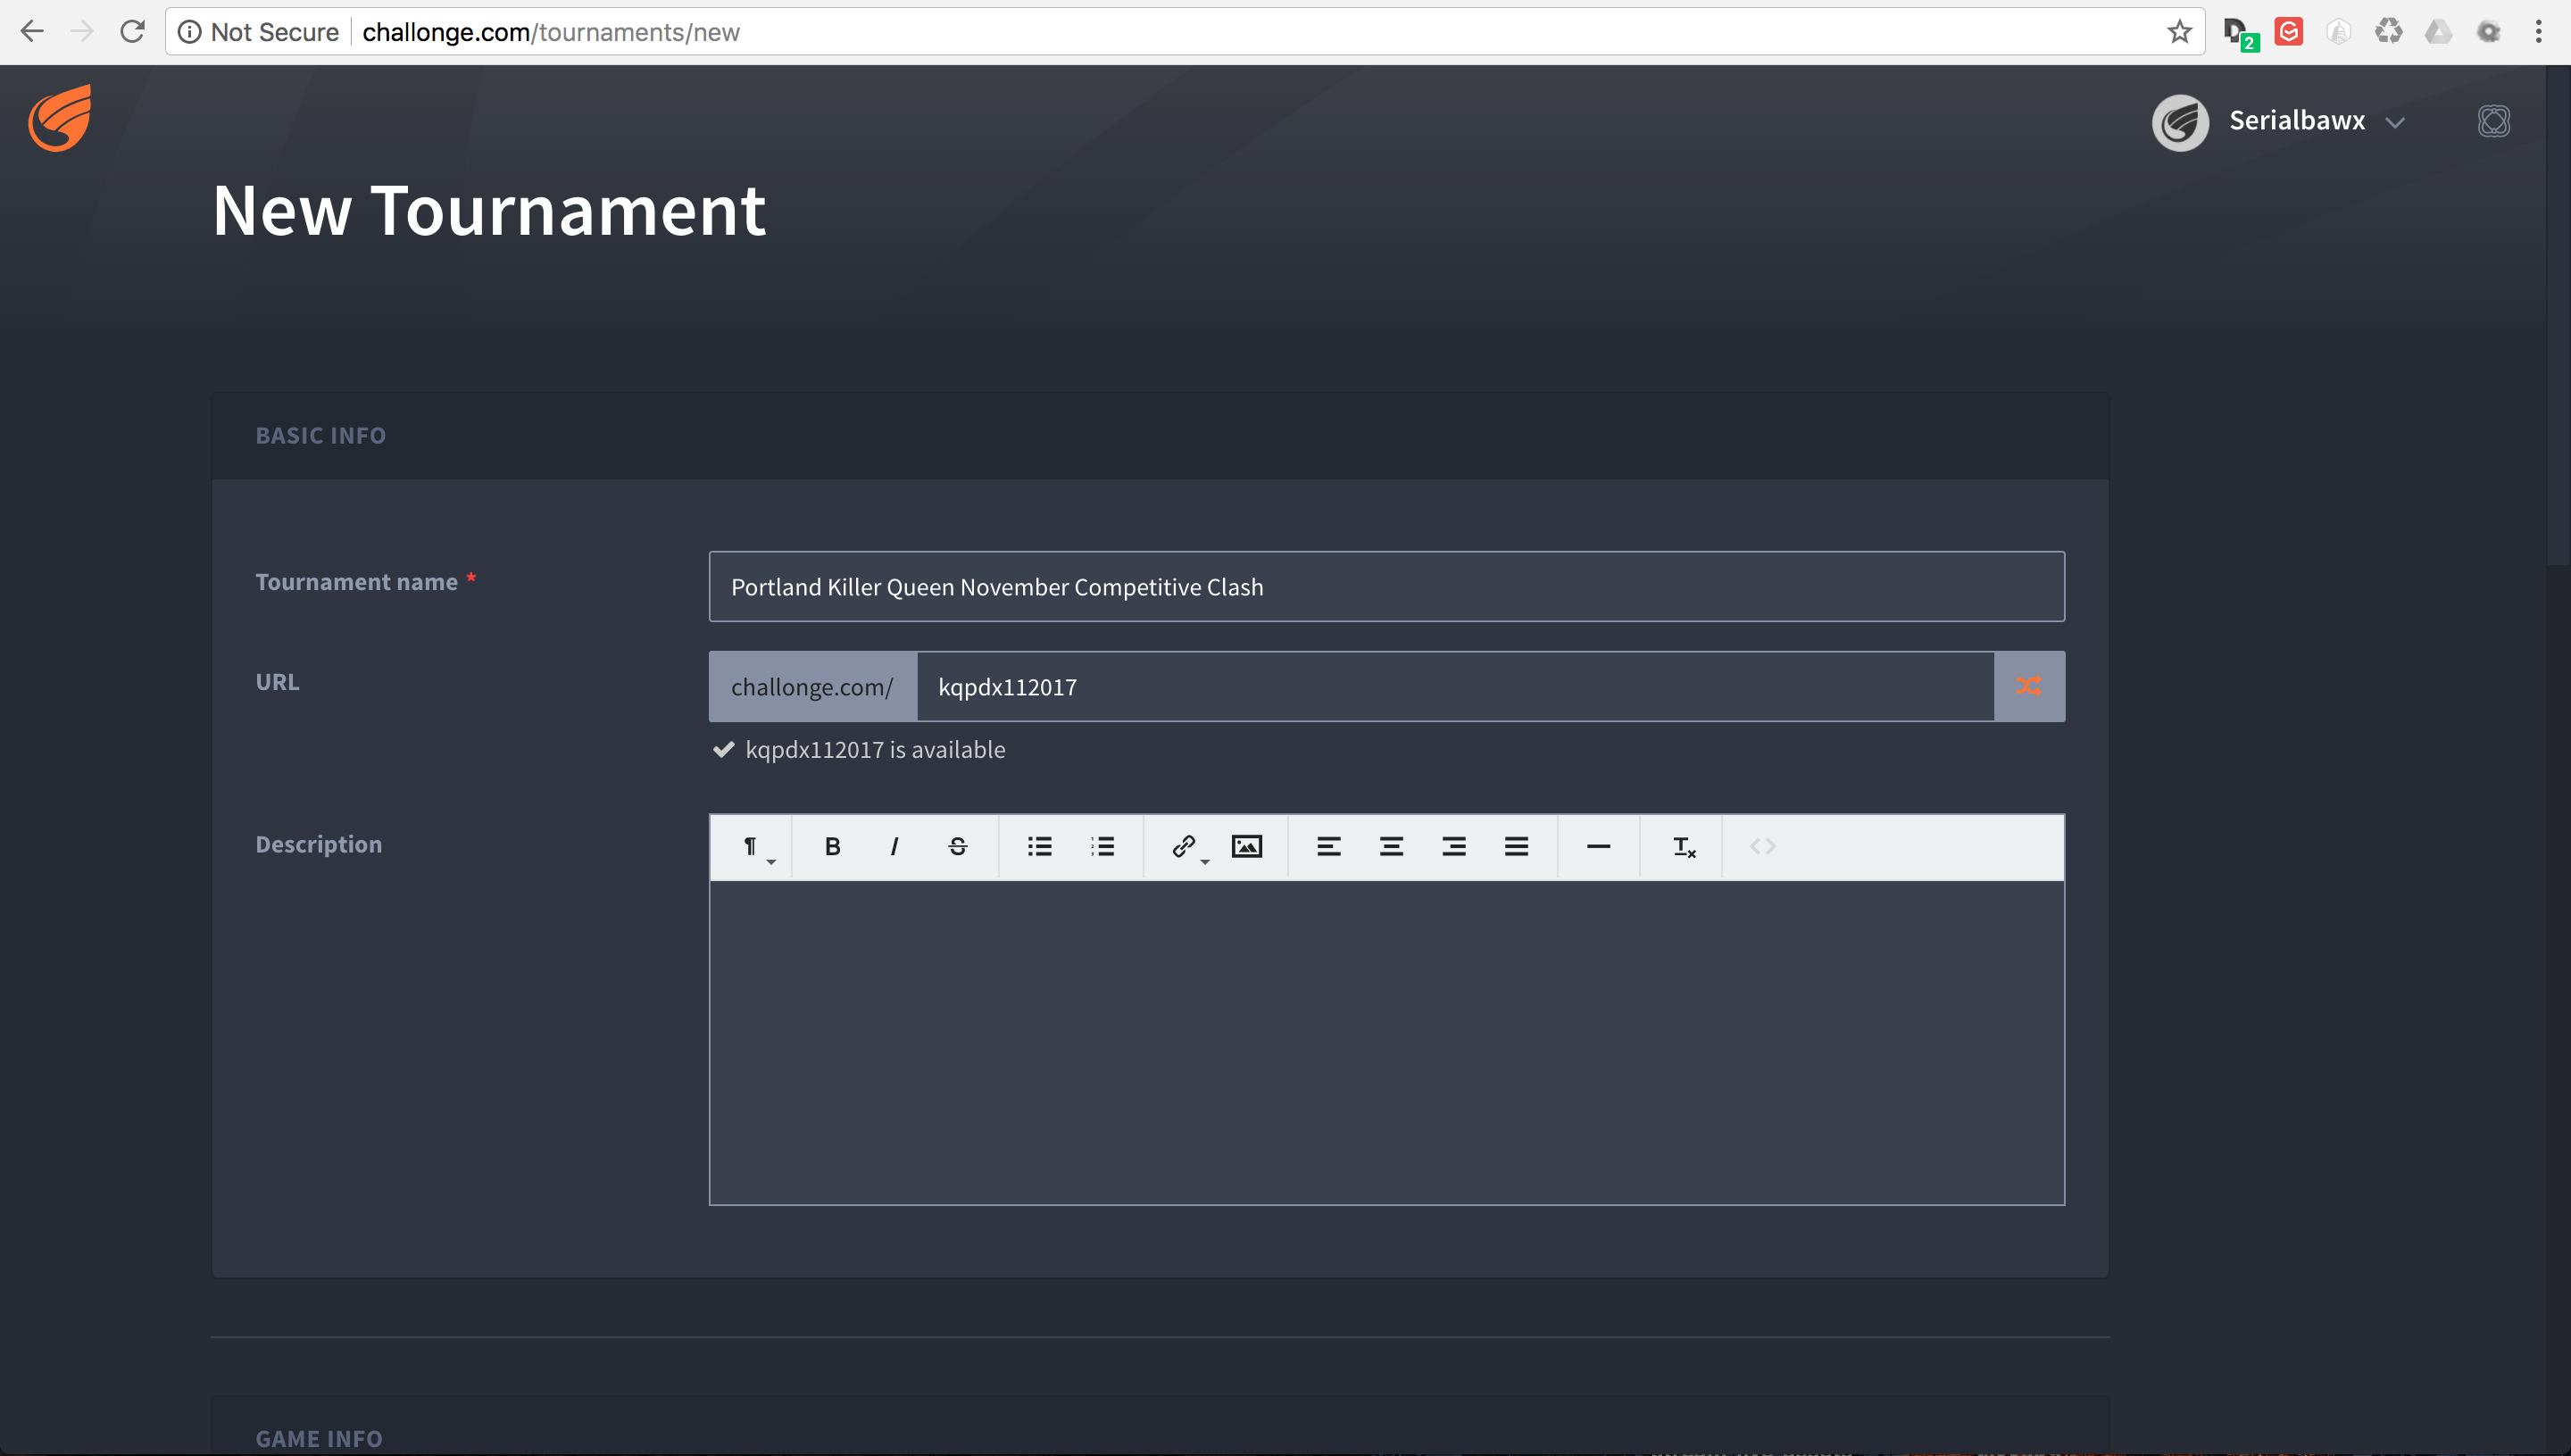 Not Secure challonge.com/tournaments/new
2
Serialbawx
New Tournament
BASIC INFO
Tournament name *
Portland Killer Queen November Competitive Clash
URL
challonge.com/ kqpdx112017
kqpdx112017 is available
Description
B I S
GAME INFO